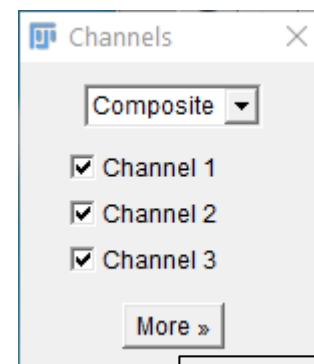 Channels
Composite
Channel 1
Channel 2
Channel 3
More »